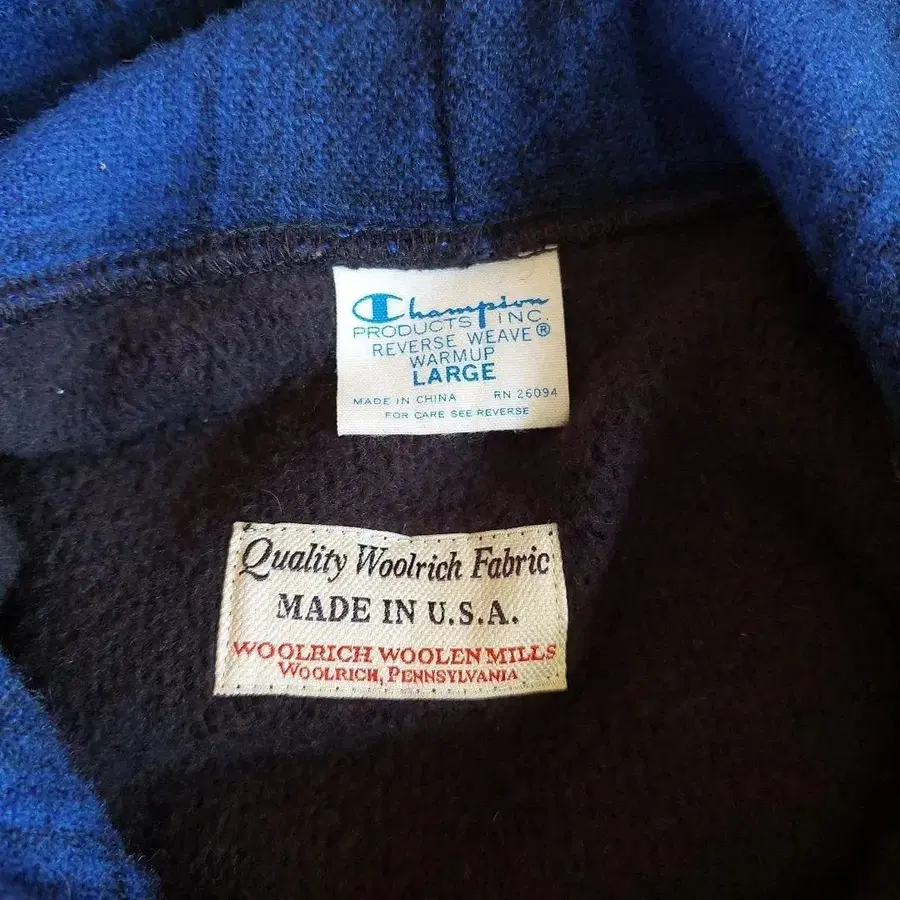 Champion
PRODUCTS INC.
REVERSE WEAVE®
WARMUP
LARGE
MADE IN CHINA RN 26094
FOR CARE SEE REVERSE
Quality Woolrich Fabric
MADE IN U.S.A.
WOOLRICH WOOLEN MILLS
WOOLRICH, PENNSYLVANIA